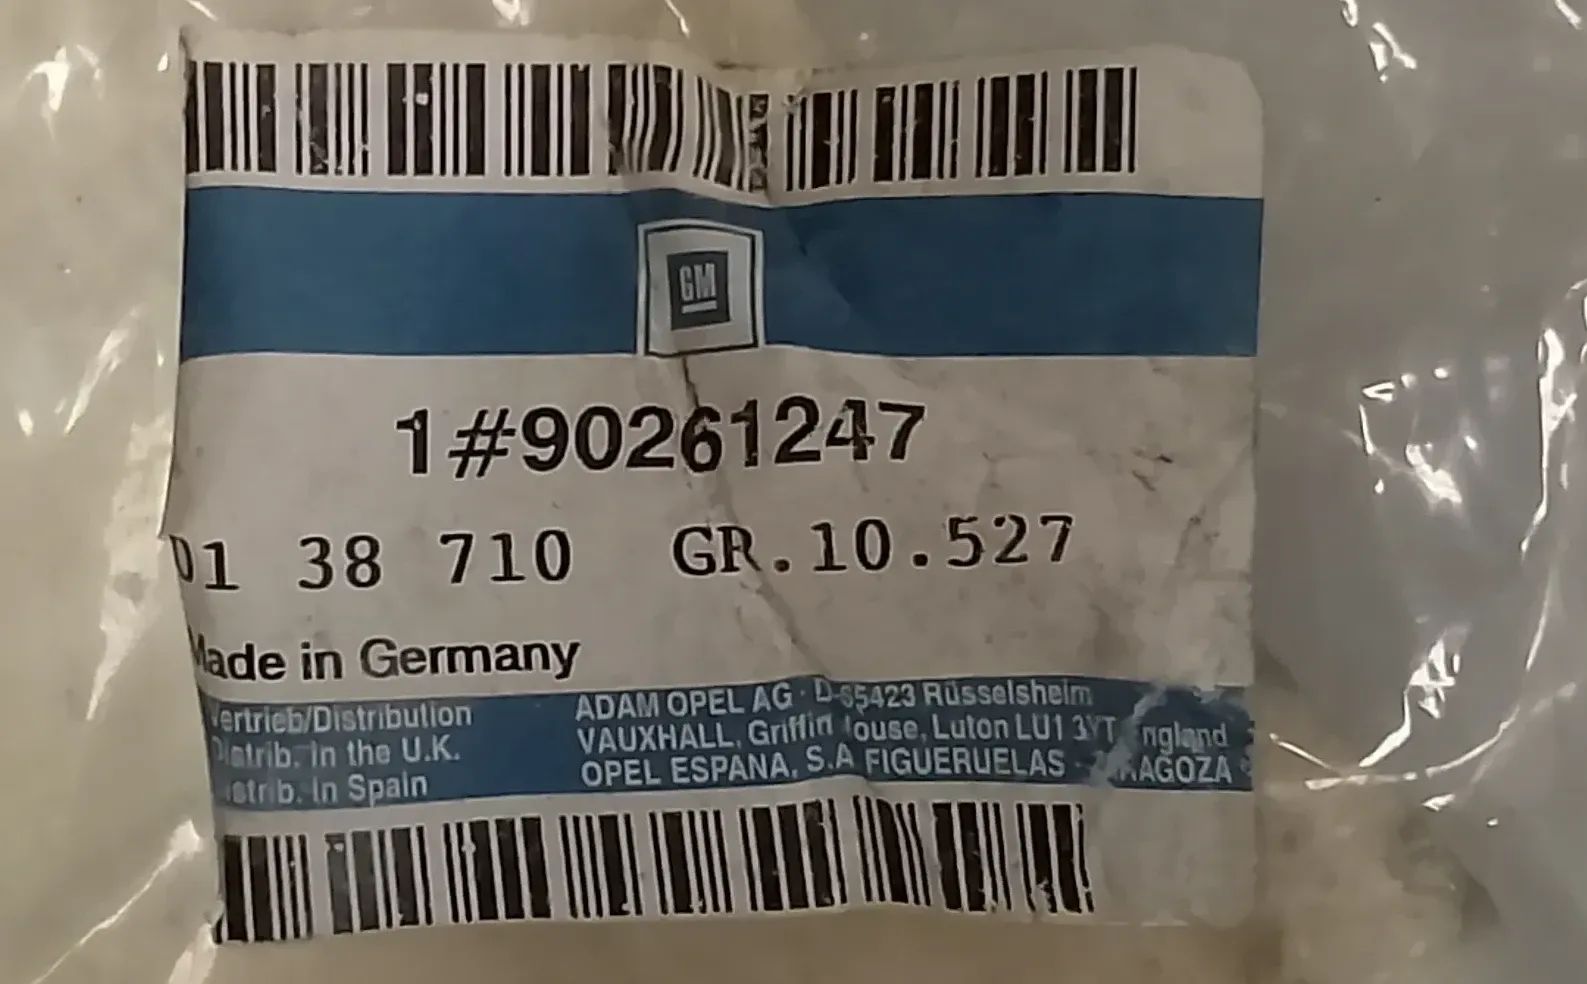 GM
1#90261247
01 38 710 GR.10.527
Made in Germany
Vertrieb/Distribution ADAM OPEL AG · D-65423 Rüsselsheim
Distrib. in the U.K. VAUXHALL, Griffin House, Luton LU1 3YT England
Distrib. in Spain OPEL ESPANA, S.A FIGUERUELAS - ZARAGOZA